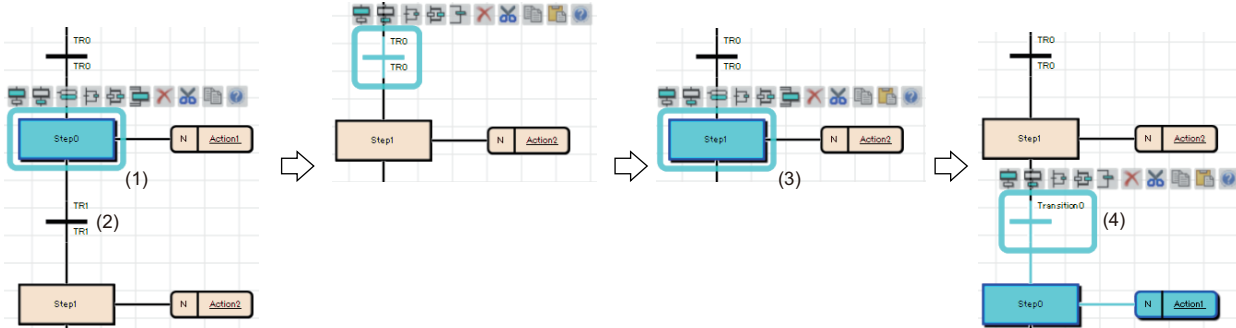 TR0
TR0
Step0
N
Action1
(1)
TR1
(2)
TR1
Step1
N
Action2
TR0
TR0
Step1
N
Action2
TR0
TR0
Step1
N
Action2
(3)
TR0
TR0
Step1
N
Action2
Transition0
(4)
Step0
N
Action1